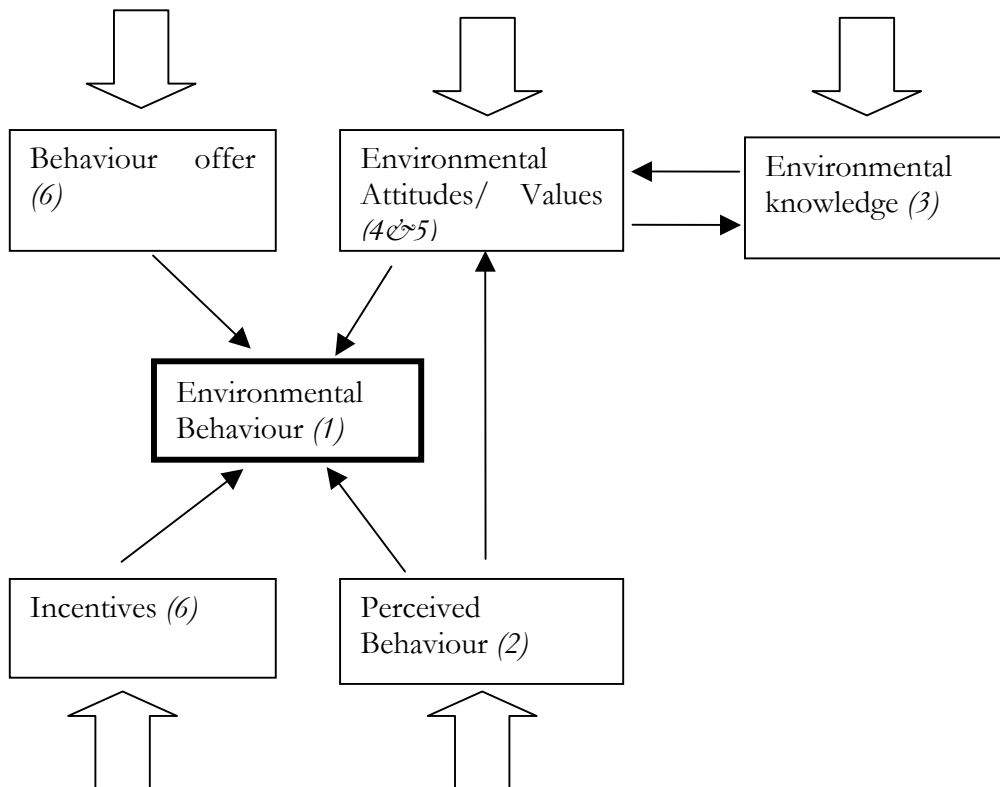 Behaviour offer
(6)
Environmental
Attitudes/ Values
(4&5)
Environmental
knowledge (3)
Environmental
Behaviour (1)
Incentives (6)
Perceived
Behaviour (2)